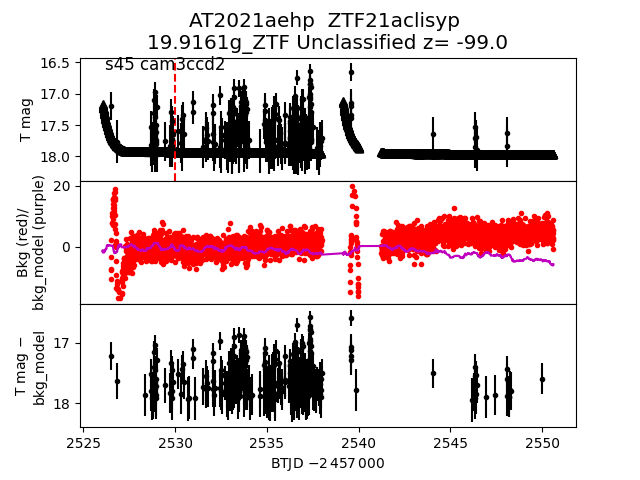 AT2021aehp  ZTF21aclisyp
19.9161g_ZTF Unclassified z= -99.0
s45 cam3ccd2
16.5
17.0
17.5
18.0
T mag
20
0
Bkg (red)/
bkg_model (purple)
17
18
T mag −
bkg_model
2525
2530
2535
2540
2545
2550
BTJD −2 457 000